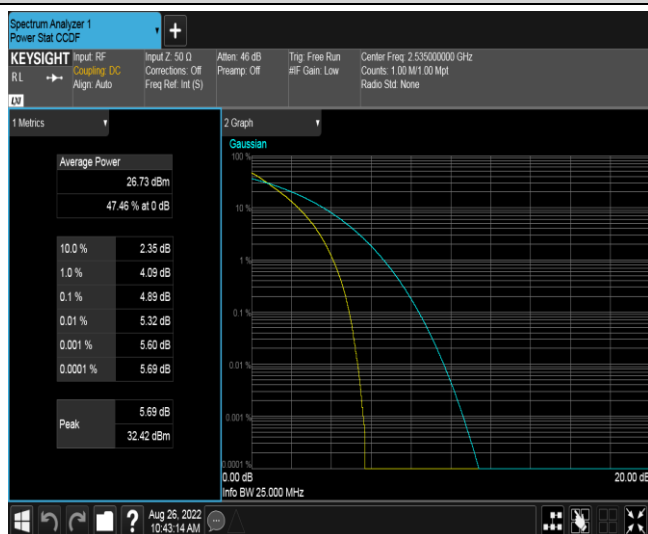 Spectrum Analyzer 1
Power Stat CCDF
KEYSIGHT
RL
LXI
Input: RF
Coupling: DC
Align: Auto
Input Z: 50 Ω
Corrections: Off
Freq Ref: Int (S)
Atten: 46 dB
Preamp: Off
Trig: Free Run
#IF Gain: Low
Center Freq: 2.535000000 GHz
Counts: 1.00 M/1.00 Mpt
Radio Std: None
1 Metrics
Average Power
26.73 dBm
47.46 % at 0 dB
10.0 % 2.35 dB
1.0 % 4.09 dB
0.1 % 4.89 dB
0.01 % 5.32 dB
0.001 % 5.60 dB
0.0001 % 5.69 dB
Peak
5.69 dB
32.42 dBm
2 Graph
Gaussian
100 %
10 %
1 %
0.1 %
0.01 %
0.001 %
0.0001 %
0.00 dB
20.00 dB
Info BW 25.000 MHz
?
Aug 26, 2022
10:43:14 AM